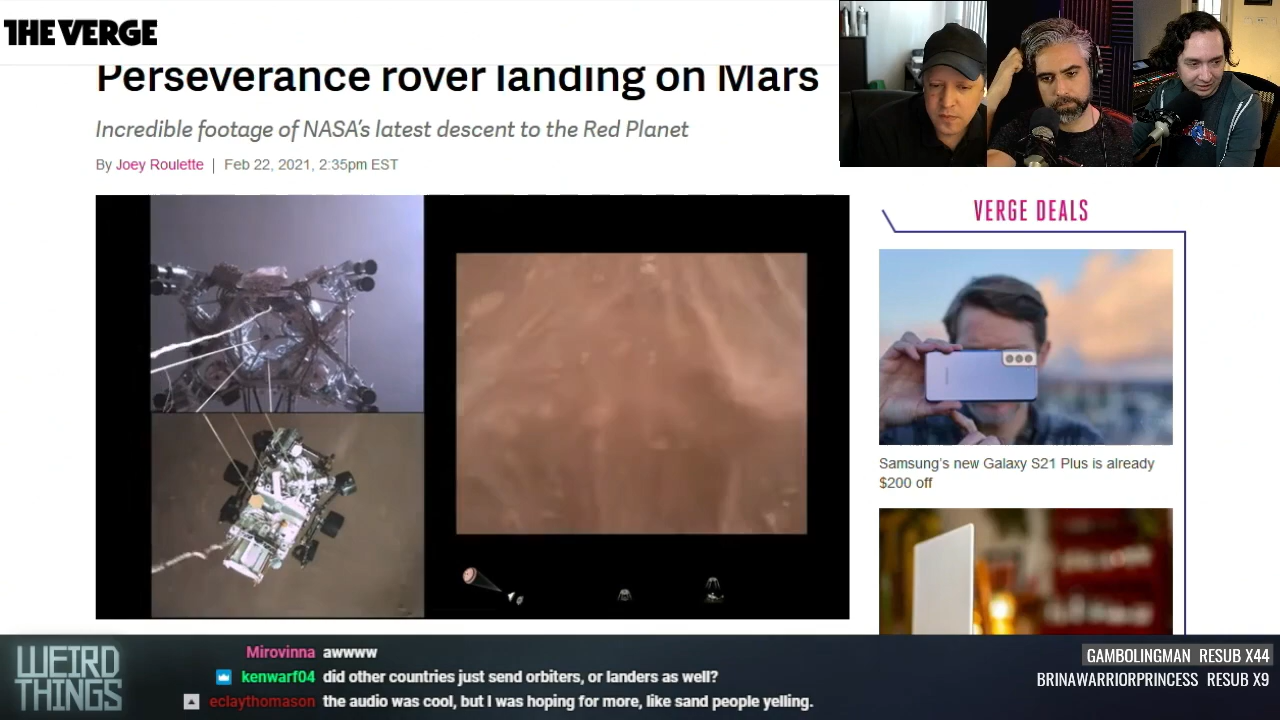 THE VERGE
Perseverance rover landing on Mars
Incredible footage of NASA's latest descent to the Red Planet
By Joey Roulette | Feb 22, 2021, 2:35pm EST
VERGE DEALS
Samsung's new Galaxy S21 Plus is already
$200 off
WEIRD
THINGS
Mirovinna awwww
kenwarf04 did other countries just send orbiters, or landers as well?
eclaythomason the audio was cool, but I was hoping for more, like sand people yelling.
GAMBOLINGMAN RESUB X44
BRINAWARRIORPRINCESS RESUB X9